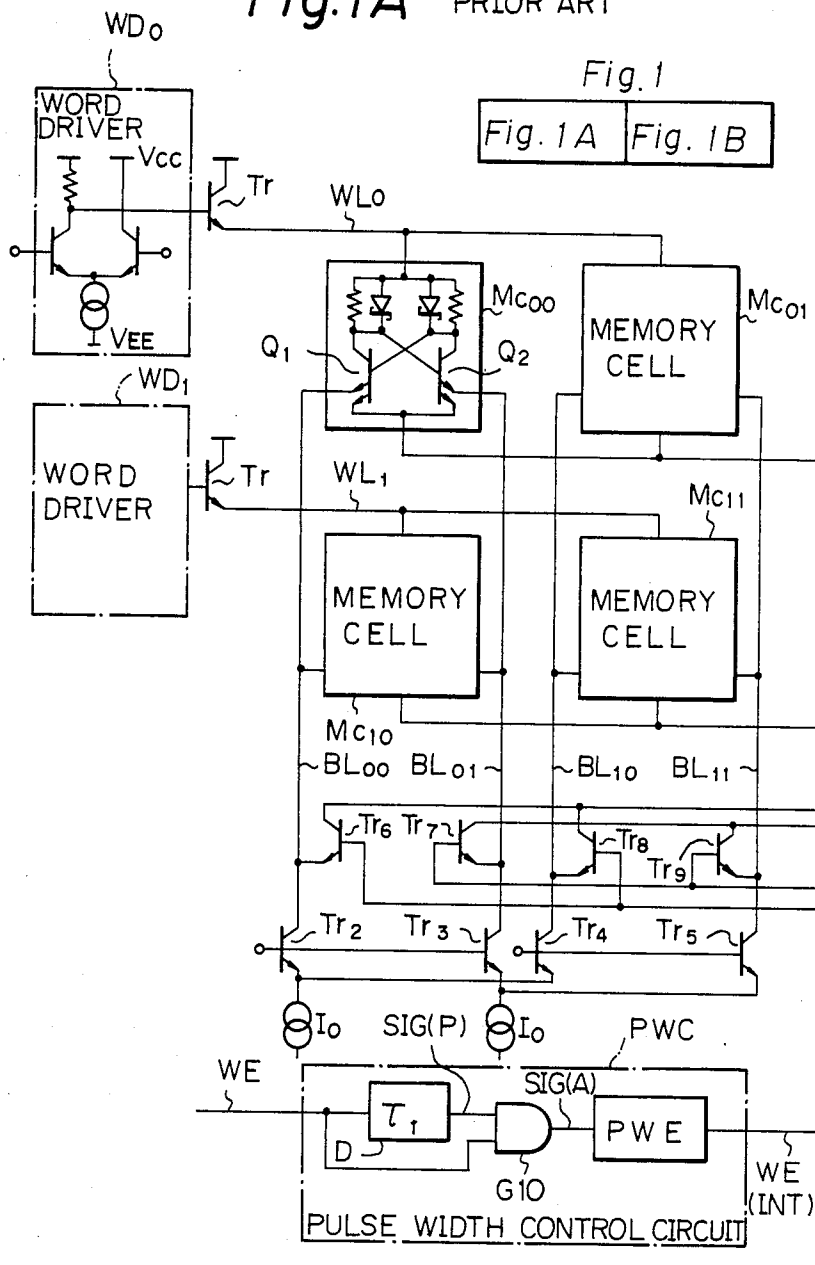 Fig. 1A PRIOR ART
WD0
Fig. 1
Fig. 1A Fig. 1B
WORD
DRIVER
VCC
Tr
WL0
MC00
MC01
MEMORY
CELL
Q1
Q2
VEE
WD1
WORD
DRIVER
Tr
WL1
MC11
MEMORY
CELL
MEMORY
CELL
MC10
BL00 BL01 BL10 BL11
Tr6 Tr7 Tr8 Tr9
Tr2 Tr3 Tr4 Tr5
I0 I0
SIG(P)
PWC
WE
SIG(A)
τ1
PWE
D
G10
WE
(INT)
PULSE WIDTH CONTROL CIRCUIT